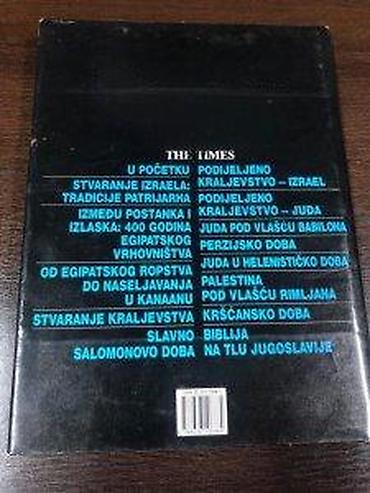 THE TIMES
U POČETKU
STVARANJE IZRAELA:
TRADICIJE PATRIJARHA
IZMEĐU POSTANKA I
IZLASKA: 400 GODINA
EGIPATSKOG
VRHOVNIŠTVA
OD EGIPATSKOG ROPSTVA
DO NASELJAVANJA
U KANAANU
STVARANJE KRALJEVSTVA
SLAVNO
SALOMONOVO DOBA
PODIJELJENO
KRALJEVSTVO – IZRAEL
PODIJELJENO
KRALJEVSTVO – JUDA
JUDA POD VLAŠĆU BABILONA
PERZIJSKO DOBA
JUDA U HELENISTIČKO DOBA
PALESTINA
POD VLAŠĆU RIMLJANA
KRŠĆANSKO DOBA
BIBLIJA
NA TLU JUGOSLAVIJE